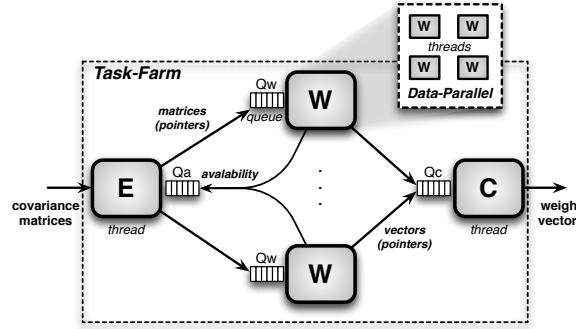 W
W
threads
W
W
Data-Parallel
Task-Farm
Qw
queue
W
matrices
(pointers)
E
thread
Qa
avalability
covariance
matrices
.
.
.
Qc
C
thread
weigh
vector
vectors
(pointers)
Qw
W